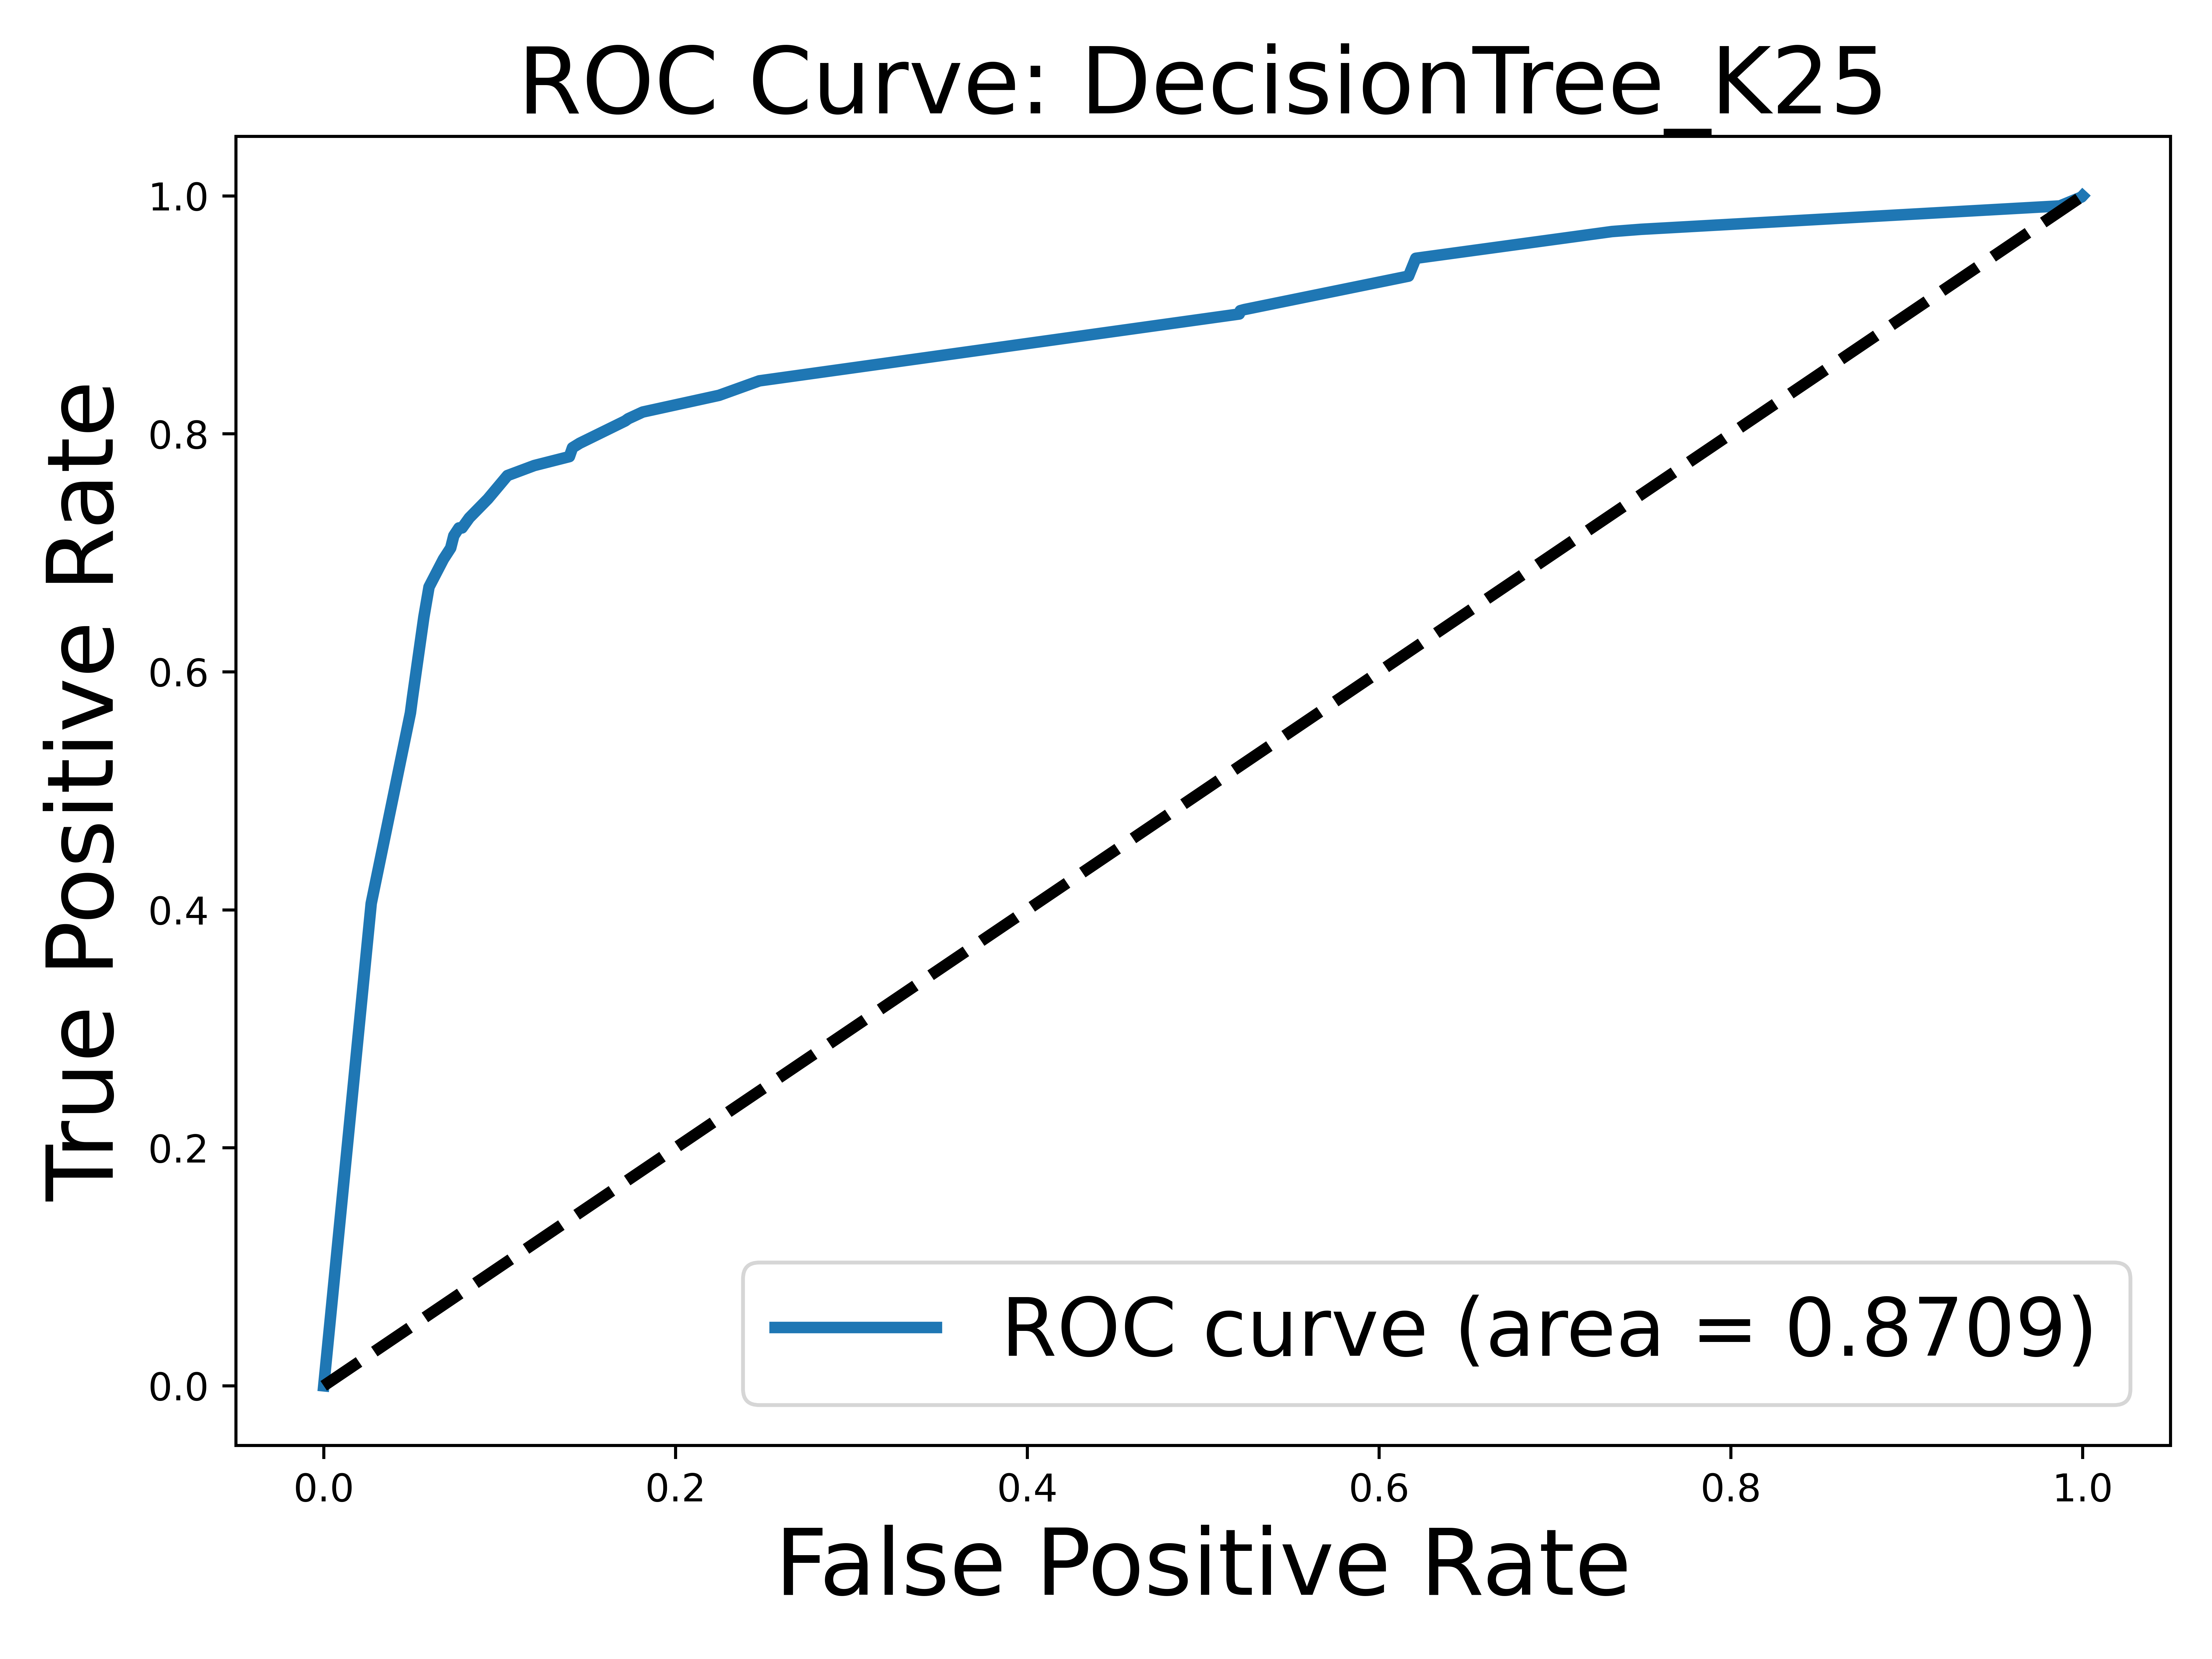 ROC Curve: DecisionTree_K25
True Positive Rate
1.0
0.8
0.6
0.4
0.2
0.0
ROC curve (area = 0.8709)
0.0 0.2 0.4 0.6 0.8 1.0
False Positive Rate